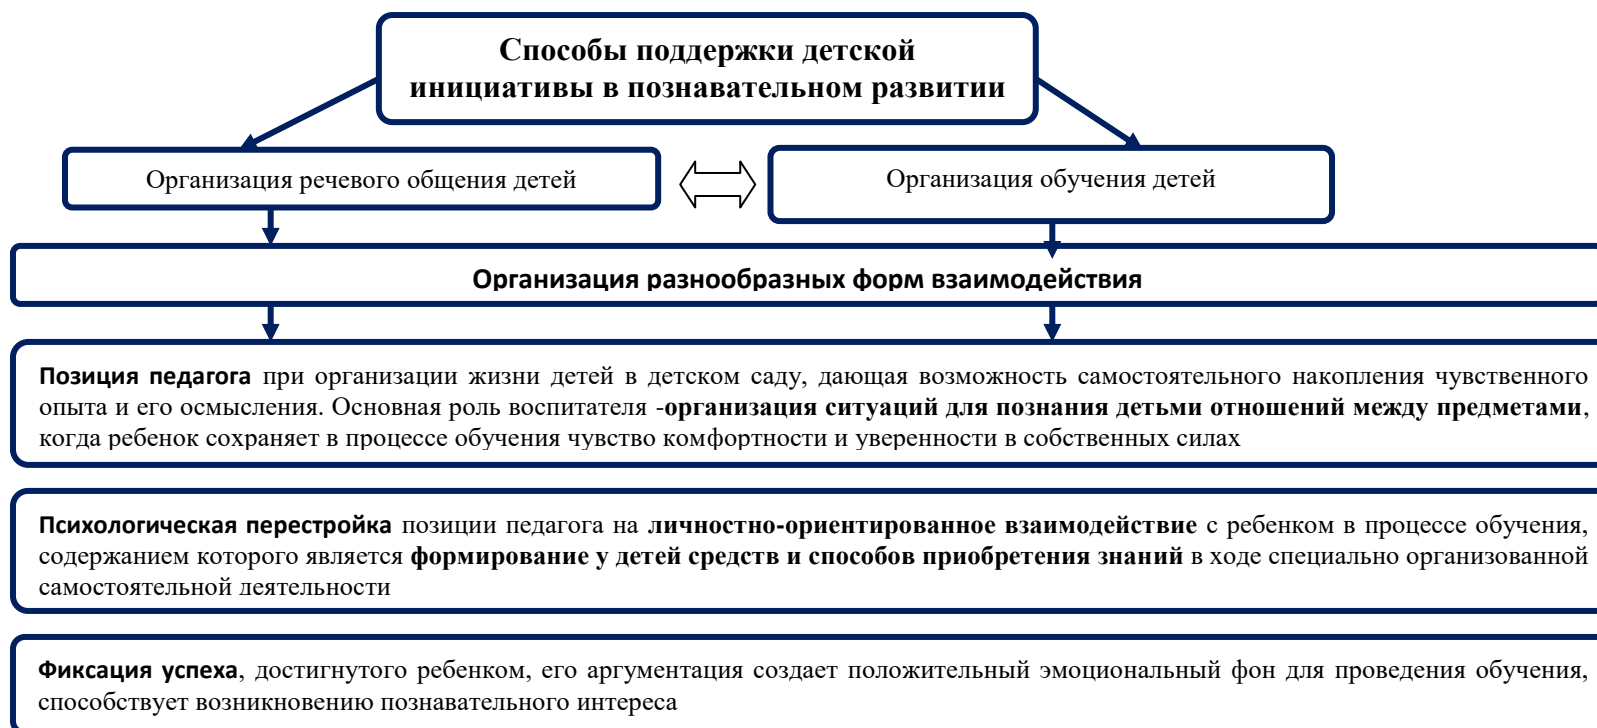 Способы поддержки детской
инициативы в познавательном развитии
Организация речевого общения детей
Организация обучения детей
Организация разнообразных форм взаимодействия
Позиция педагога при организации жизни детей в детском саду, дающая возможность самостоятельного накопления чувственного
опыта и его осмысления. Основная роль воспитателя -организация ситуаций для познания детьми отношений между предметами,
когда ребенок сохраняет в процессе обучения чувство комфортности и уверенности в собственных силах
Психологическая перестройка позиции педагога на личностно-ориентированное взаимодействие с ребенком в процессе обучения,
содержанием которого является формирование у детей средств и способов приобретения знаний в ходе специально организованной
самостоятельной деятельности
Фиксация успеха, достигнутого ребенком, его аргументация создает положительный эмоциональный фон для проведения обучения,
способствует возникновению познавательного интереса